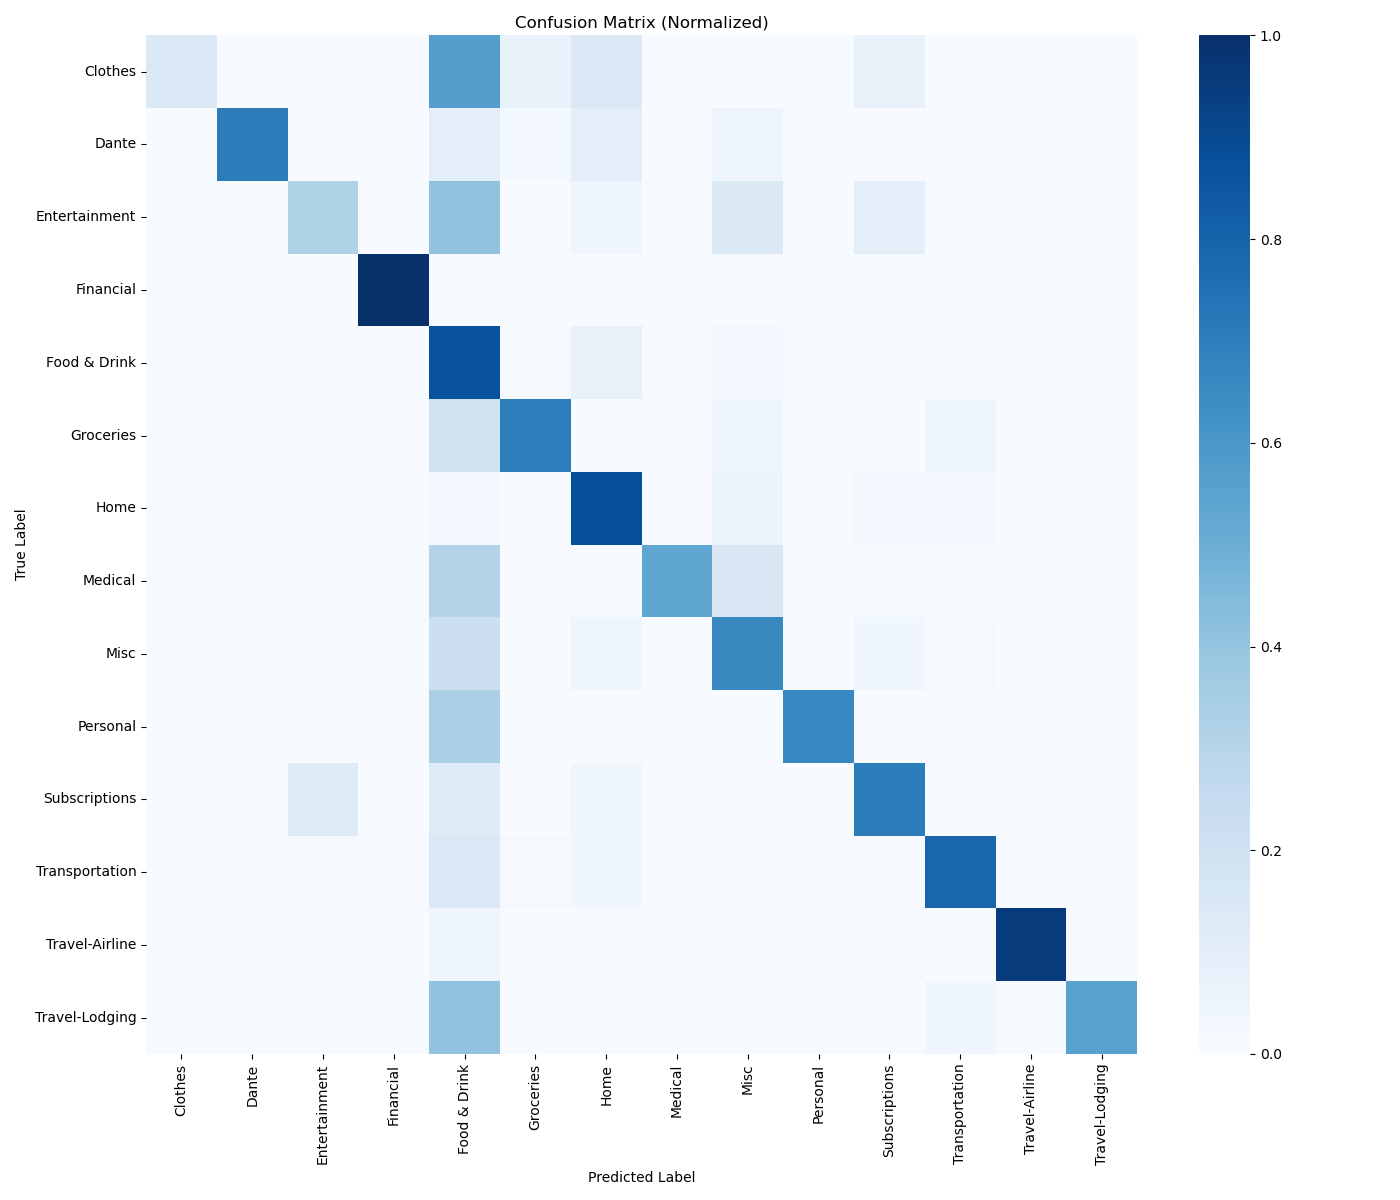 Confusion Matrix (Normalized)
True Label
Clothes
Dante
Entertainment
Financial
Food & Drink
Groceries
Home
Medical
Misc
Personal
Subscriptions
Transportation
Travel-Airline
Travel-Lodging
Clothes
Dante
Entertainment
Financial
Food & Drink
Groceries
Home
Medical
Misc
Personal
Subscriptions
Transportation
Travel-Airline
Travel-Lodging
Predicted Label
1.0
0.8
0.6
0.4
0.2
0.0